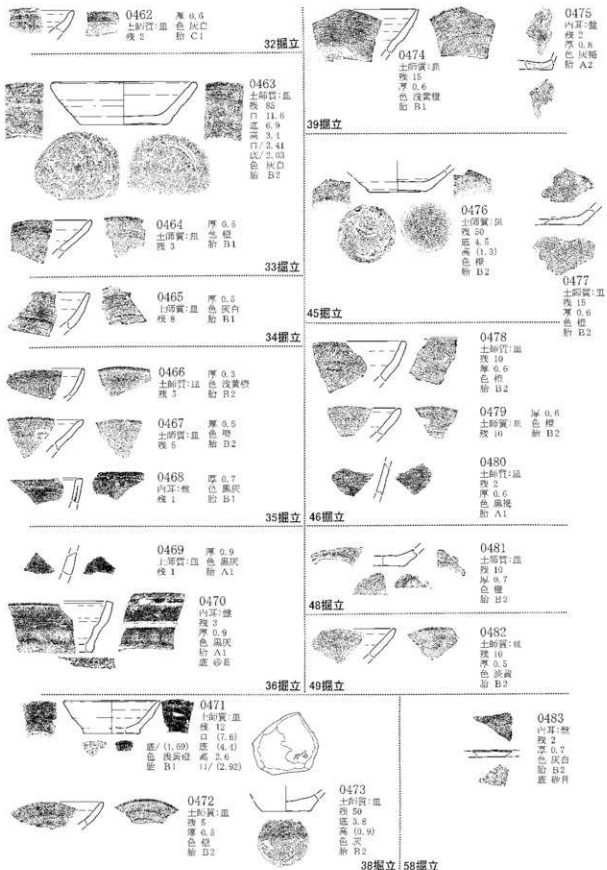 0462
土師質:皿
残 2
厚 0.6
色 灰白
胎 C1
32掘立
0463
土師質:皿
残 85
口 11.6
底 6.9
高 3.4
口/3.41
底/2.03
色 灰白
胎 B2
0464
土師質:皿
残 3
厚 0.5
色 橙
胎 B1
33掘立
0465
土師質:皿
残 8
厚 0.5
色 灰白
胎 B1
34掘立
0466
土師質:皿
残 5
厚 0.3
色 浅黄橙
胎 B2
0467
土師質:皿
残 5
厚 0.5
色 橙
胎 B2
0468
内耳:盤
残 1
厚 0.7
色 黒灰
胎 B1
35掘立
0469
土師質:皿
残 1
厚 0.9
色 黒灰
胎 A1
0470
内耳:盤
残 3
厚 0.9
色 黒灰
胎 A1
底 砂目
36掘立
0471
土師質:皿
残 12
口 (7.6)
底 (4.4)
高 2.6
口/(2.92)
底/(1.69)
色 浅黄橙
胎 B1
0472
土師質:皿
残 5
厚 0.5
色 橙
胎 B2
0473
土師質:皿
残 50
底 3.8
高 (0.9)
色 灰
胎 B2
38掘立
0474
土師質:皿
残 15
厚 0.6
色 浅黄橙
胎 B1
0475
内耳:盤
残 2
厚 0.8
色 灰褐
胎 A2
39掘立
0476
土師質:皿
残 50
底 4.5
高 (1.3)
色 橙
胎 B2
0477
土師質:皿
残 15
厚 0.6
色 橙
胎 B2
45掘立
0478
土師質:皿
残 10
厚 0.6
色 橙
胎 B2
0479
土師質:皿
残 10
厚 0.6
色 橙
胎 B2
0480
土師質:皿
残 2
厚 0.6
色 黒褐
胎 A1
46掘立
0481
土師質:皿
残 10
厚 0.7
色 橙
胎 B2
48掘立
0482
土師質:皿
残 10
厚 0.5
色 淡黄
胎 B2
49掘立
0483
内耳:盤
残 2
厚 0.7
色 灰白
胎 B2
底 砂目
58掘立